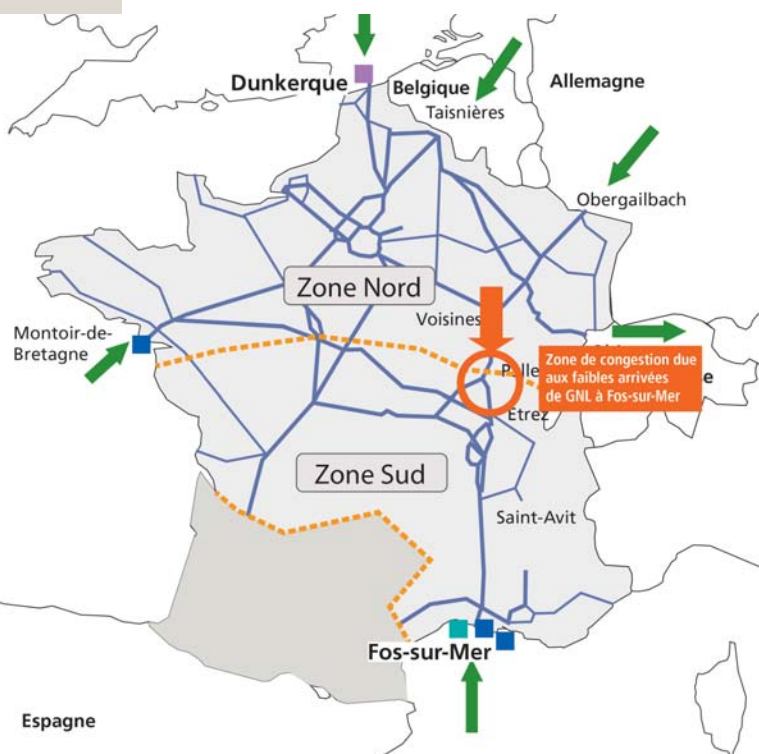 Dunkerque
Belgique
Taisnières
Allemagne
Obergailbach
Zone Nord
Voisines
Montoir-de-
Bretagne
Zone de congestion due
aux faibles arrivées
de GNL à Fos-sur-Mer
Etrez
Zone Sud
Saint-Avit
Fos-sur-Mer
Espagne